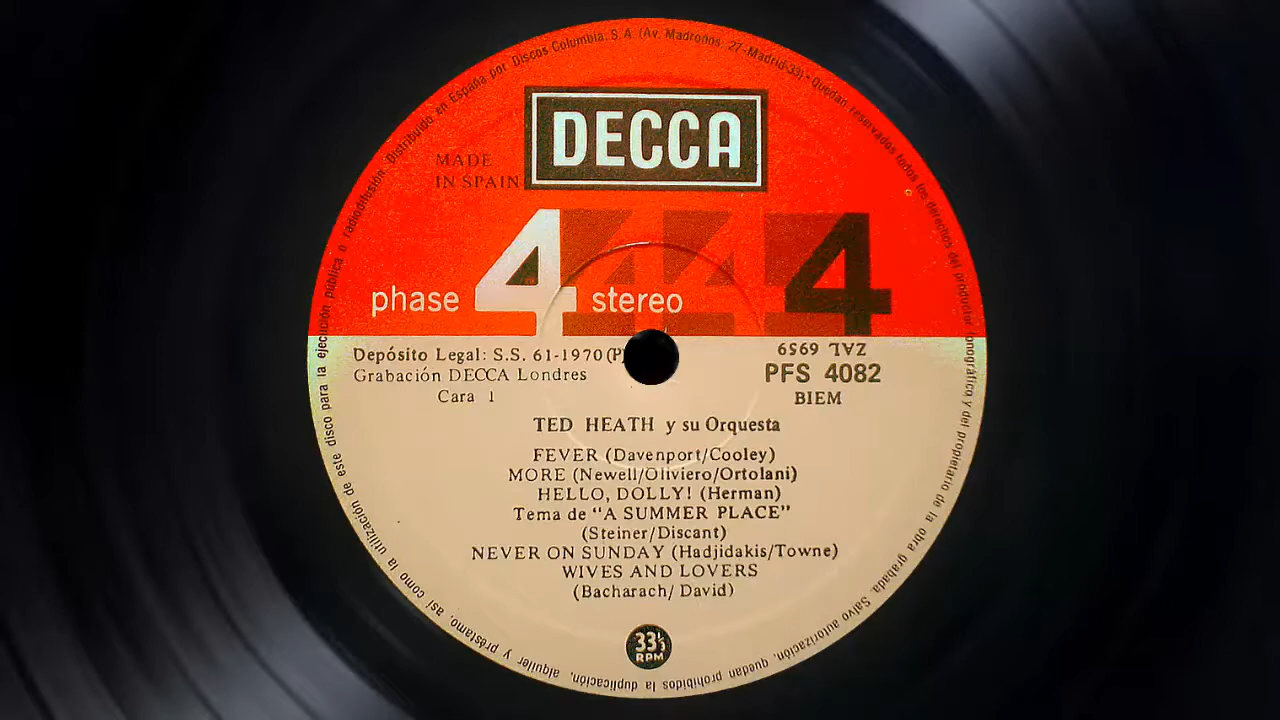 Distribuido en España por Discos Columbia, S. A. (Av. Madroños, 27 - Madrid-33) • Quedan reservados todos los derechos del productor fonográfico y del propietario de la obra grabada. Salvo autorización, quedan prohibidos la duplicación, alquiler y préstamo, así como la utilización de este disco para la ejecución pública o radiodifusión.
DECCA
MADE
IN SPAIN
phase 4 stereo 4
Depósito Legal: S.S. 61-1970 (P)
ZAL 6959
Grabación DECCA Londres
PFS 4082
Cara 1
BIEM
TED HEATH y su Orquesta
FEVER (Davenport/Cooley)
MORE (Newell/Oliviero/Ortolani)
HELLO, DOLLY! (Herman)
Tema de "A SUMMER PLACE"
(Steiner/Discant)
NEVER ON SUNDAY (Hadjidakis/Towne)
WIVES AND LOVERS
(Bacharach/ David)
33⅓
RPM